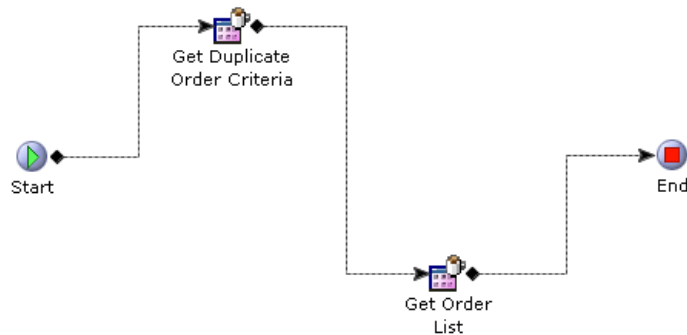 Get Duplicate
Order Criteria
Start
End
Get Order
List